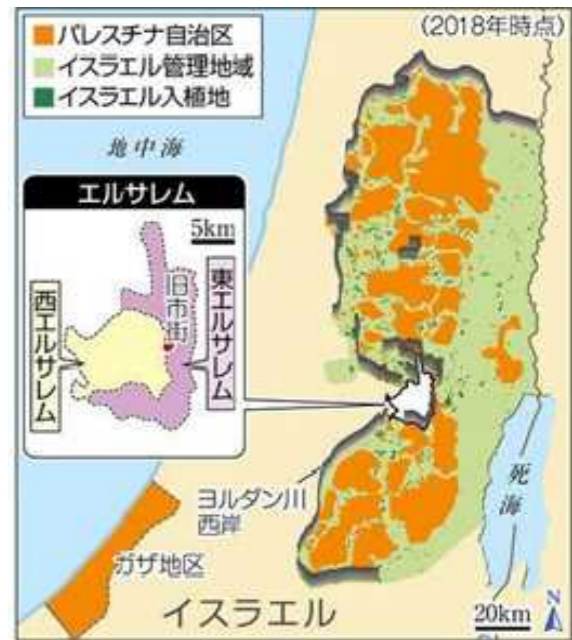 (2018年時点)
パレスチナ自治区
イスラエル管理地域
イスラエル入植地
地中海
エルサレム
5km
旧市街
東エルサレム
西エルサレム
ヨルダン川
西岸
死海
ガザ地区
イスラエル
20km
N